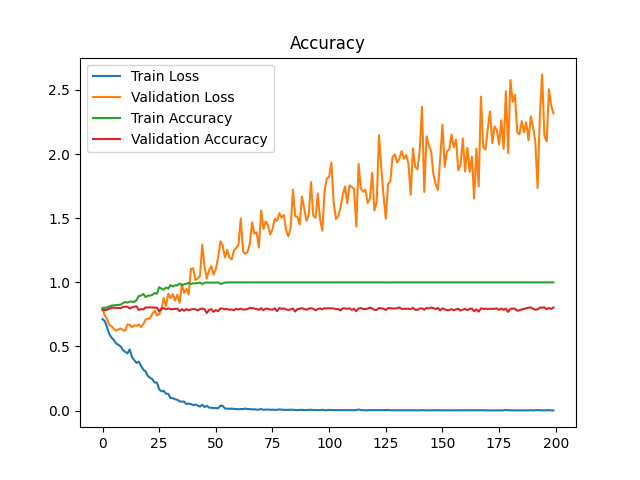 Accuracy
Train Loss
Validation Loss
Train Accuracy
Validation Accuracy
2.5
2.0
1.5
1.0
0.5
0.0
0 25 50 75 100 125 150 175 200